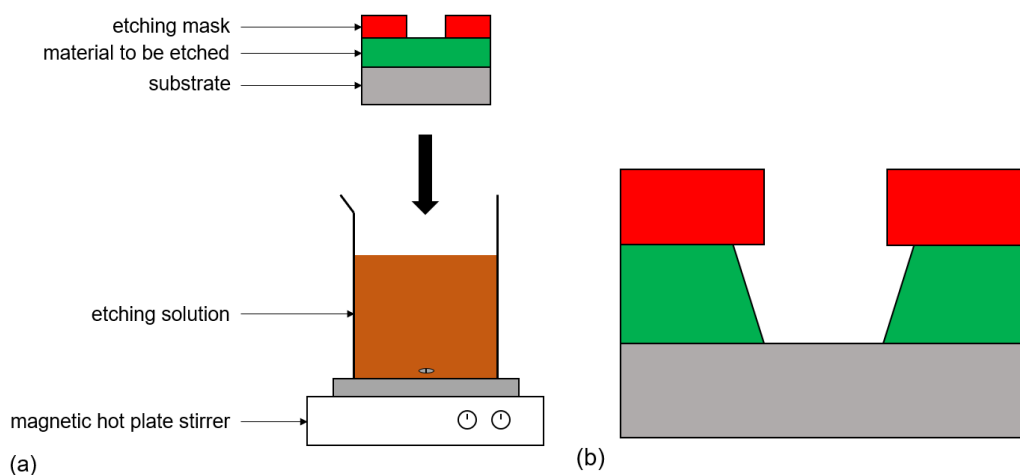 etching mask
material to be etched
substrate
etching solution
magnetic hot plate stirrer
(a)
(b)